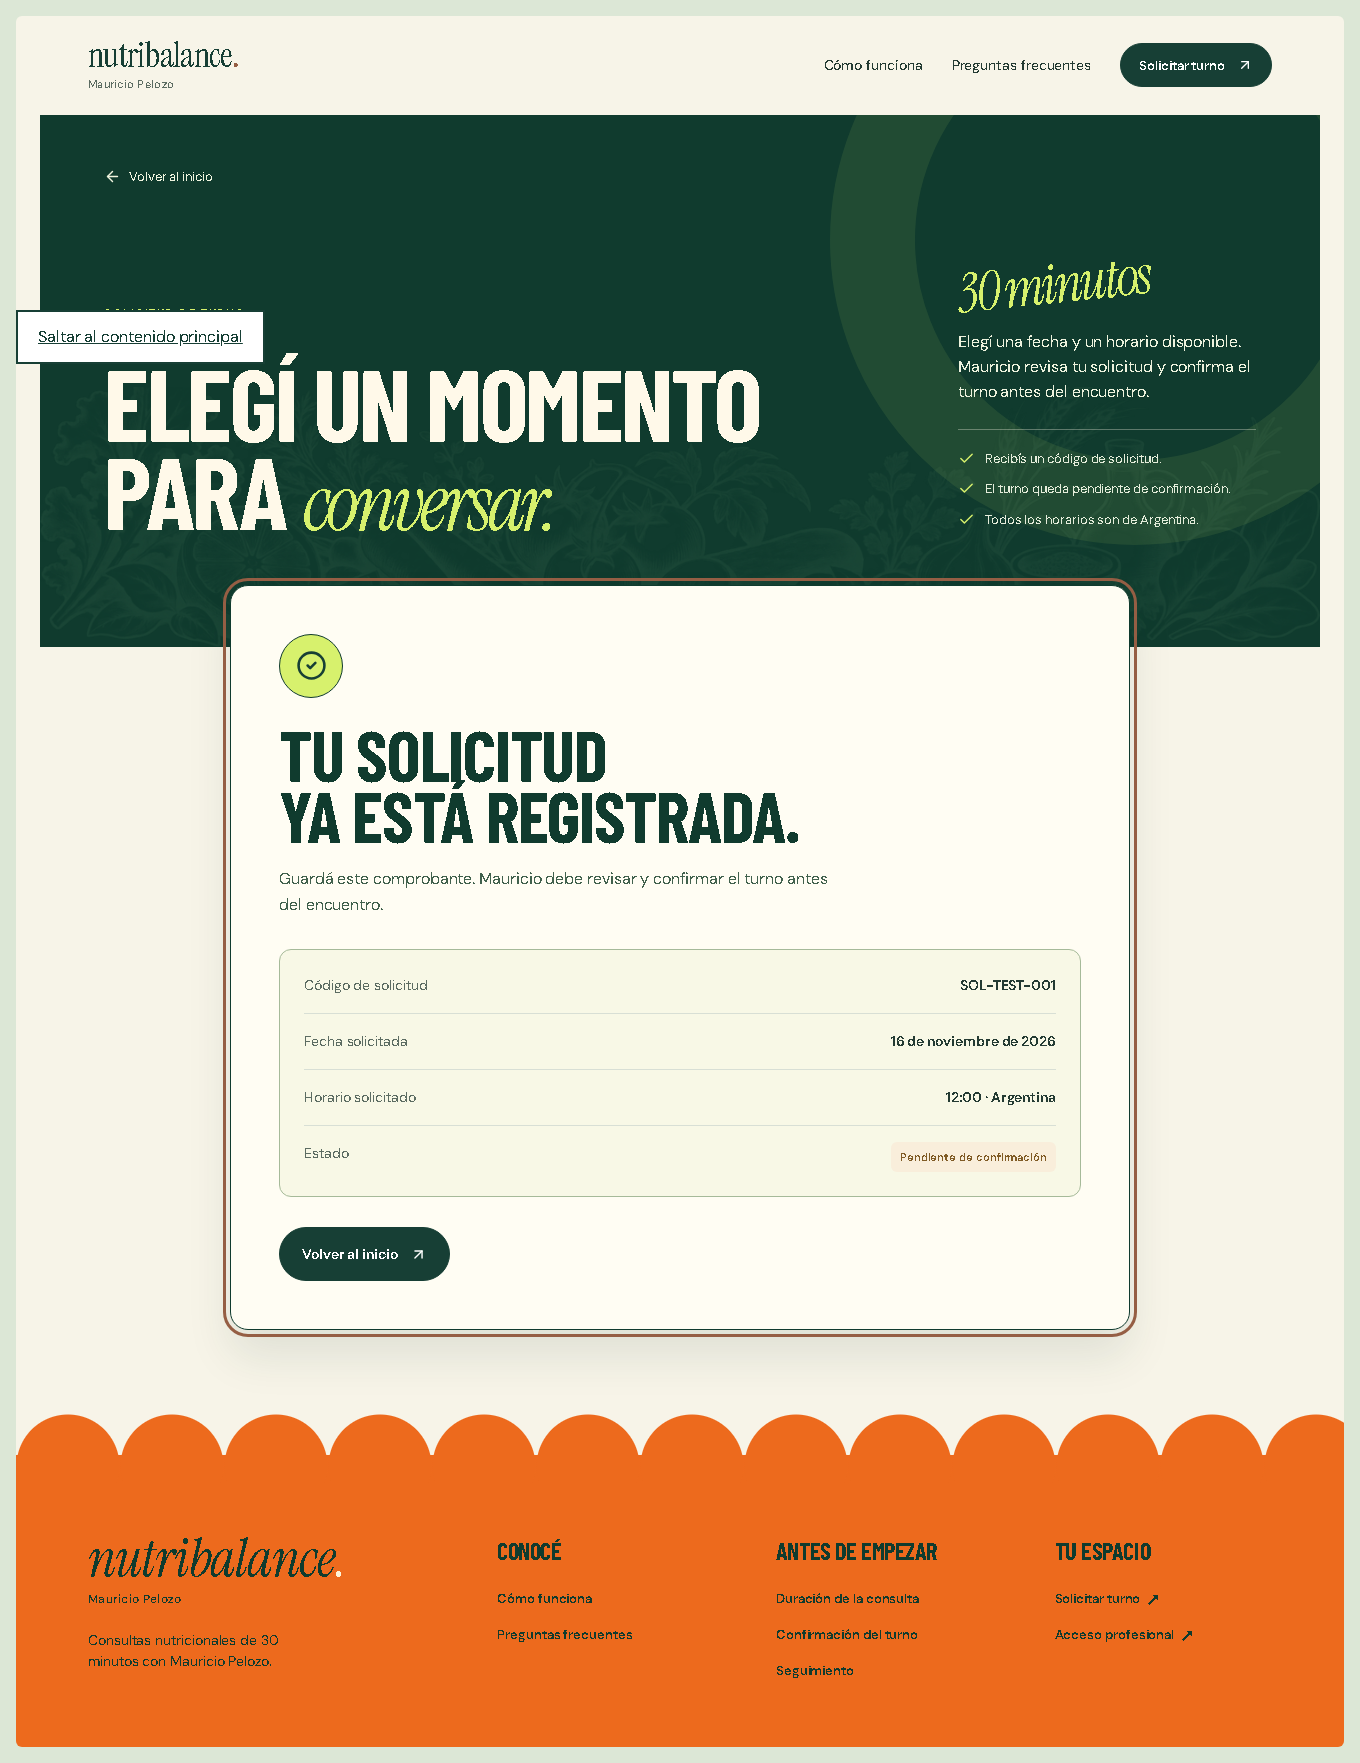 nutribalance.
Mauricio Pelozo
Cómo funciona
Preguntas frecuentes
Solicitar turno
Volver al inicio
Saltar al contenido principal
ELEGÍ UN MOMENTO
PARA conversar.
30 minutos
Elegí una fecha y un horario disponible.
Mauricio revisa tu solicitud y confirma el
turno antes del encuentro.
Recibís un código de solicitud.
El turno queda pendiente de confirmación.
Todos los horarios son de Argentina.
TU SOLICITUD
YA ESTÁ REGISTRADA.
Guardá este comprobante. Mauricio debe revisar y confirmar el turno antes
del encuentro.
Código de solicitud
SOL-TEST-001
Fecha solicitada
16 de noviembre de 2026
Horario solicitado
12:00 · Argentina
Estado
Pendiente de confirmación
Volver al inicio
nutribalance.
Mauricio Pelozo
Consultas nutricionales de 30
minutos con Mauricio Pelozo.
CONOCÉ
Cómo funciona
Preguntas frecuentes
ANTES DE EMPEZAR
Duración de la consulta
Confirmación del turno
Seguimiento
TU ESPACIO
Solicitar turno
Acceso profesional